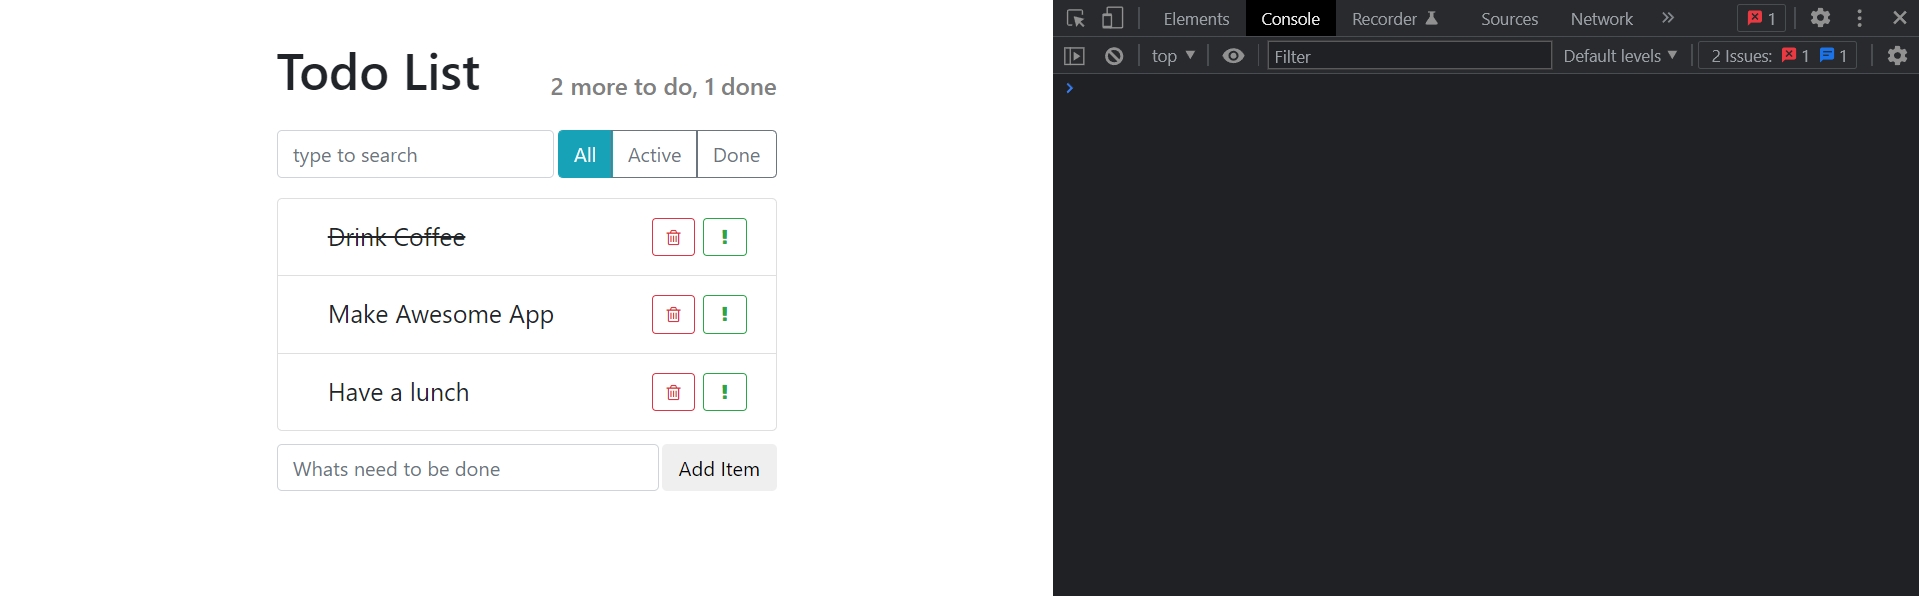 Todo List
2 more to do, 1 done
type to search
All Active Done
Drink Coffee
Make Awesome App
Have a lunch
Whats need to be done
Add Item
Elements Console Recorder Sources Network 1
top Filter Default levels 2 Issues: 1 1